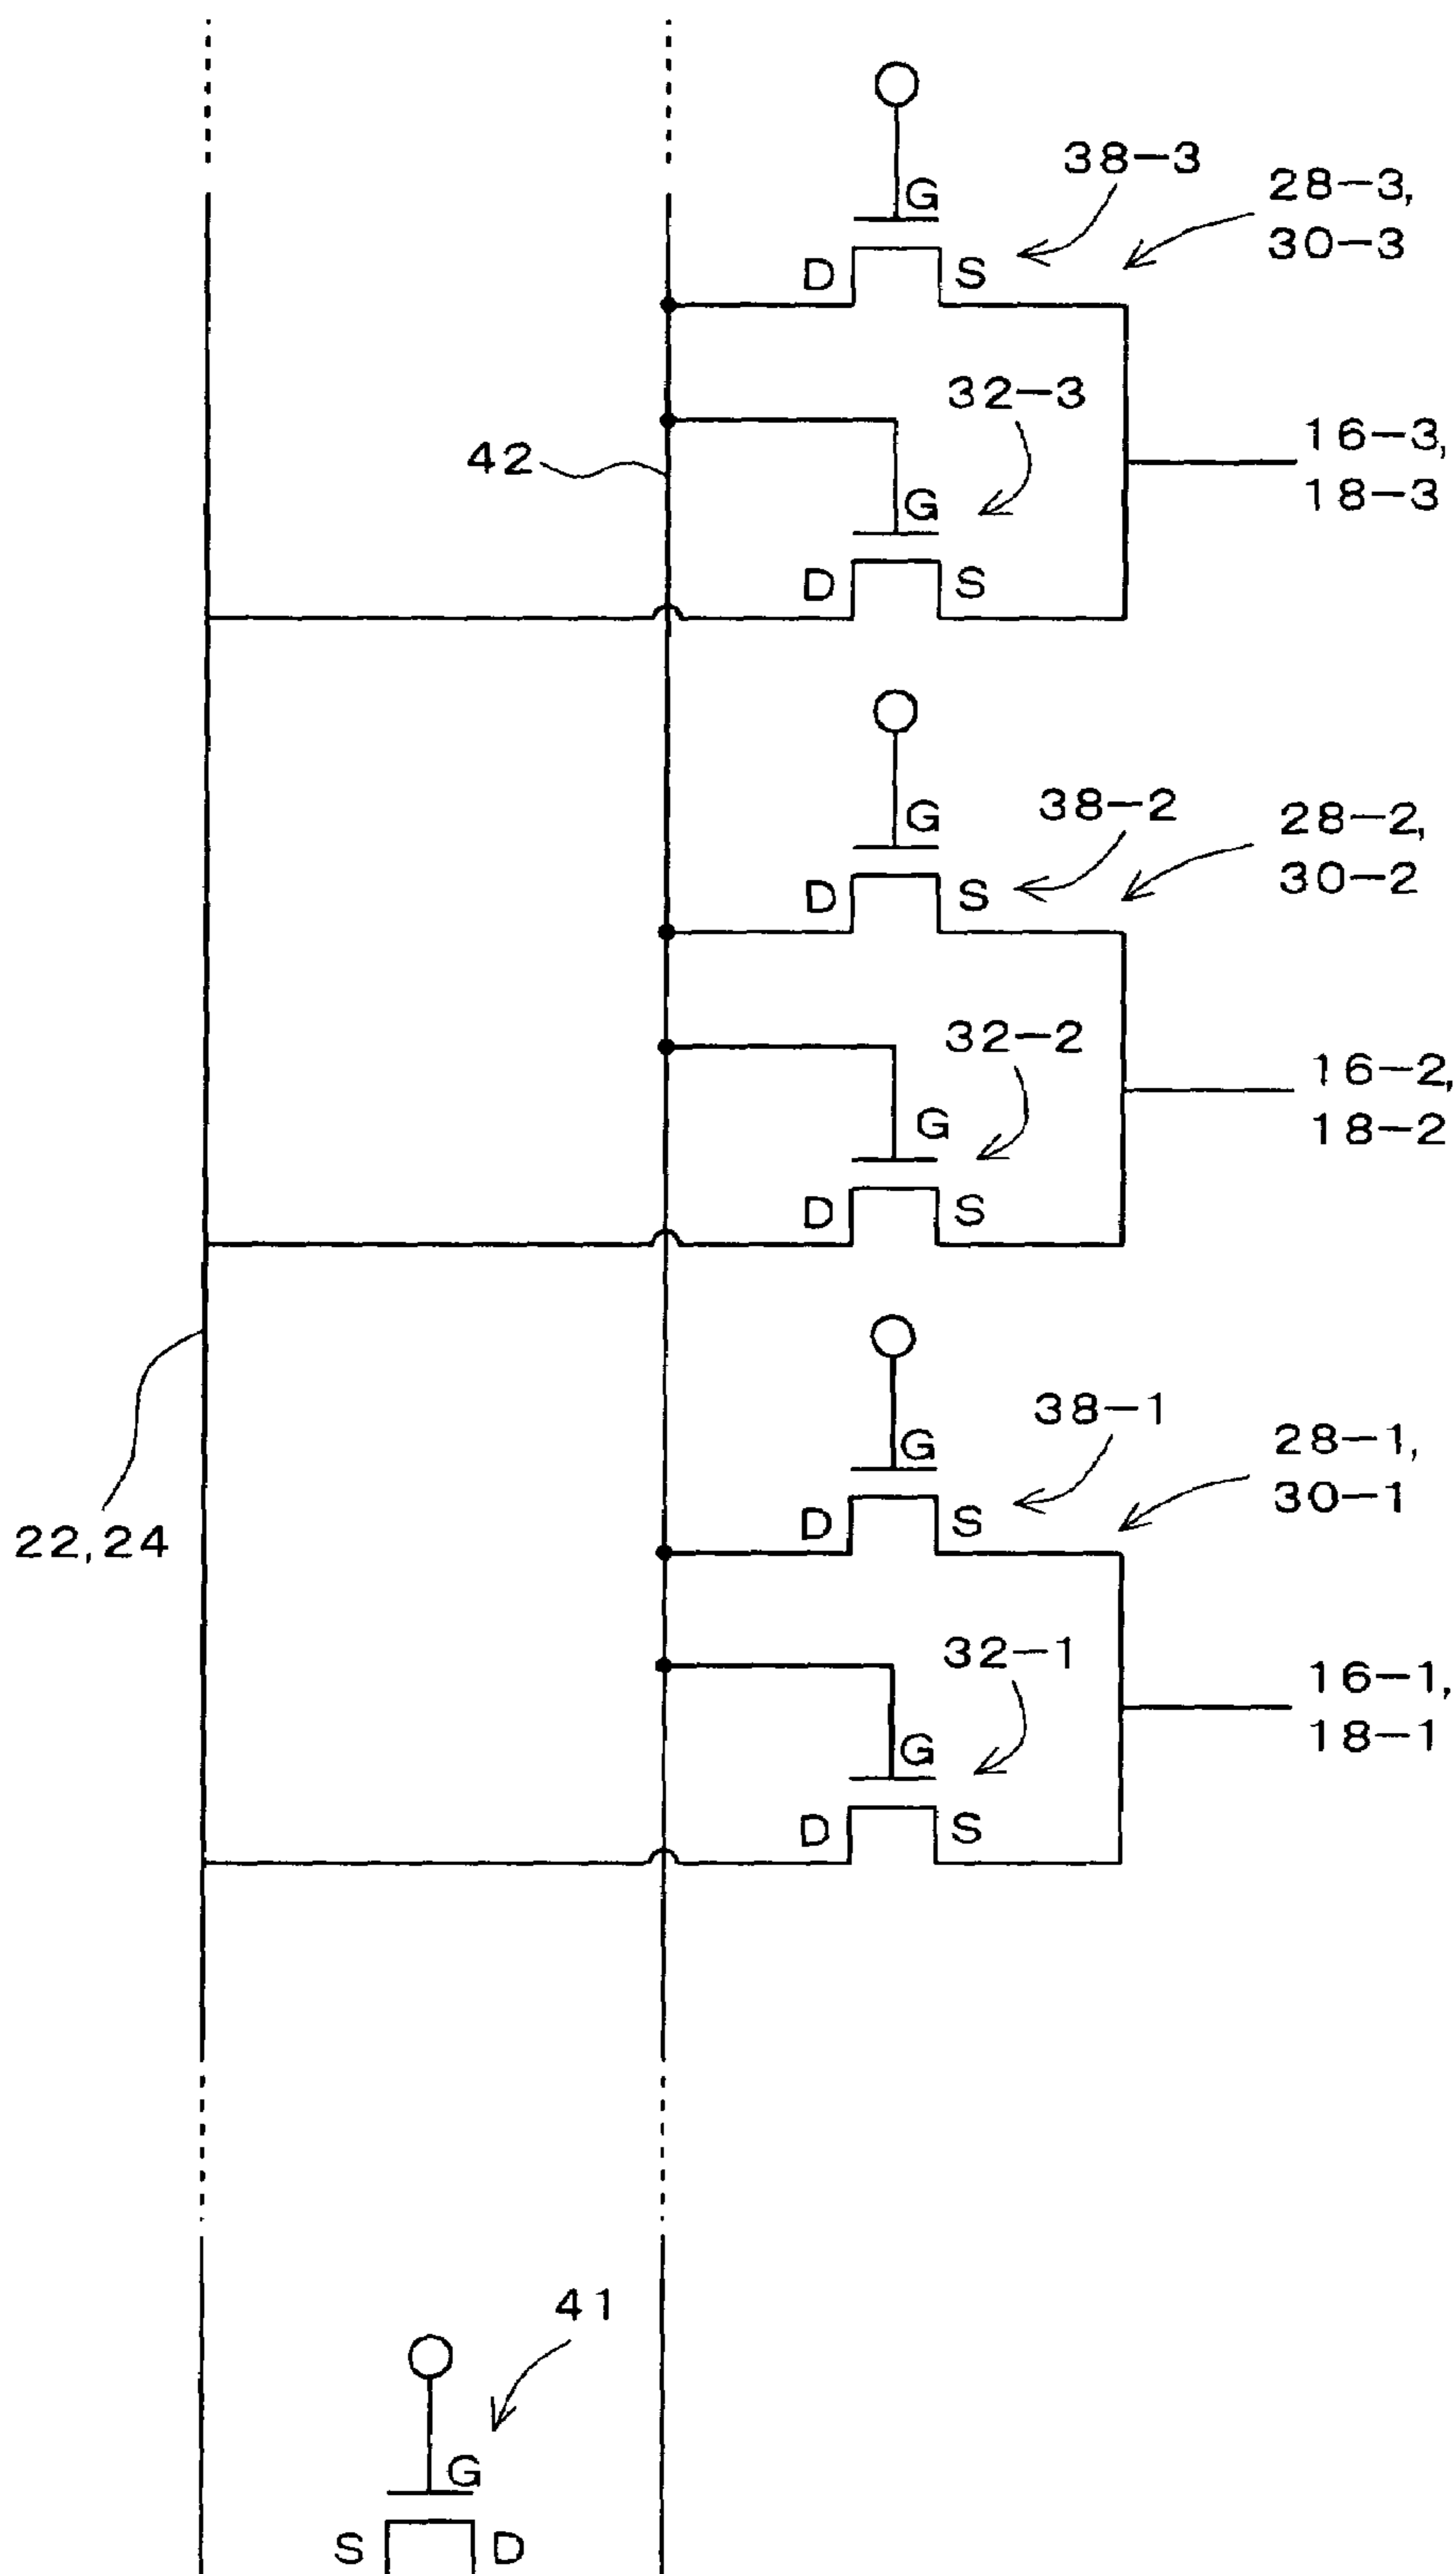 G
38-3
28-3,
30-3
D
S
32-3
42
16-3,
18-3
G
D
S
G
38-2
28-2,
30-2
D
S
32-2
16-2,
18-2
G
D
S
22,24
38-1
G
28-1,
30-1
D
S
32-1
16-1,
18-1
G
D
S
41
G
S
D